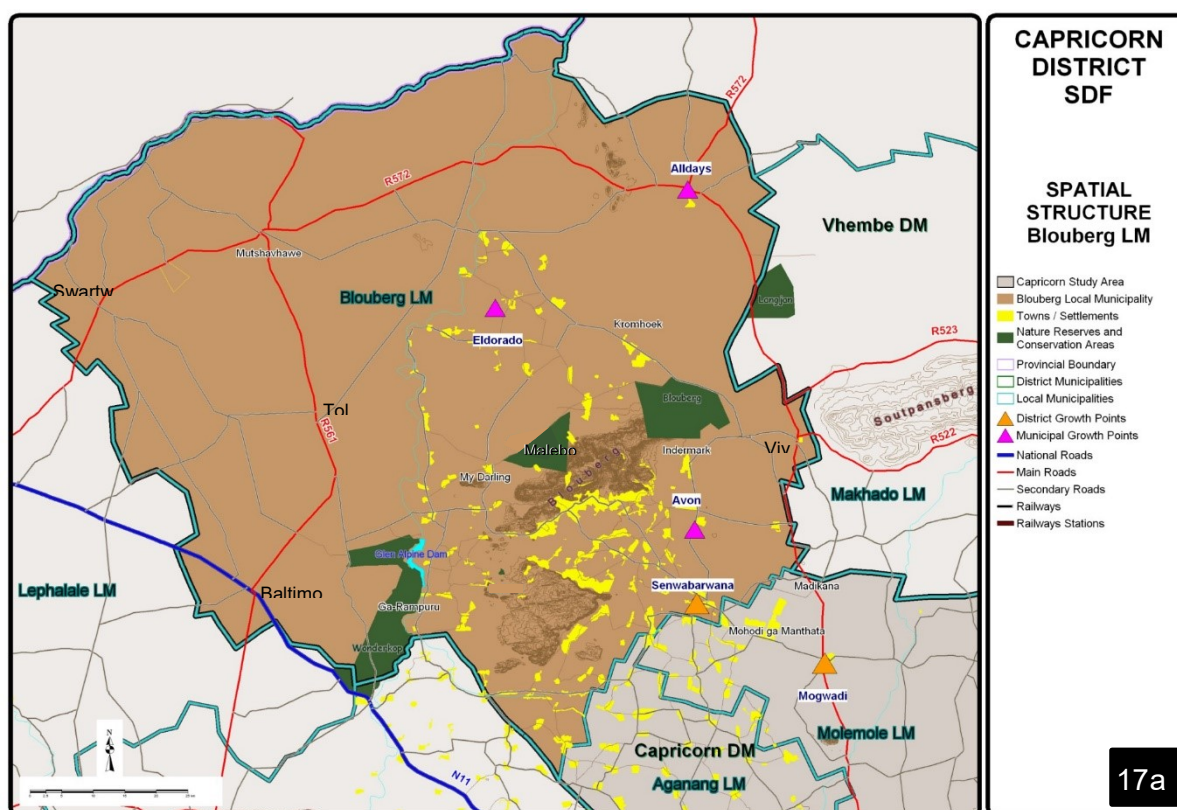 CAPRICORN
DISTRICT
SDF
SPATIAL
STRUCTURE
Blouberg LM
Capricorn Study Area
Blouberg Local Municipality
Towns / Settlements
Nature Reserves and
Conservation Areas
Provincial Boundary
District Municipalities
Local Municipalities
District Growth Points
Municipal Growth Points
National Roads
Main Roads
Secondary Roads
Railways
Railways Stations
17a
R572
Alldays
R572
Vhembe DM
Mutshavhawe
Swartw
Blouberg LM
Longjan
Eldorado
Kromhoek
R523
Soutpansberg
Blouberg
Tol
R561
R522
Malebo
Indermark
Viv
Blouberg
My Darling
Makhado LM
Avon
Glen Alpine Dam
Lephalale LM
Baltimo
Senwabarwana
Madikana
Ga-Rampuru
Mohodi ga Manthata
Wonderkop
Mogwadi
Molemole LM
Capricorn DM
Aganang LM
N11
N